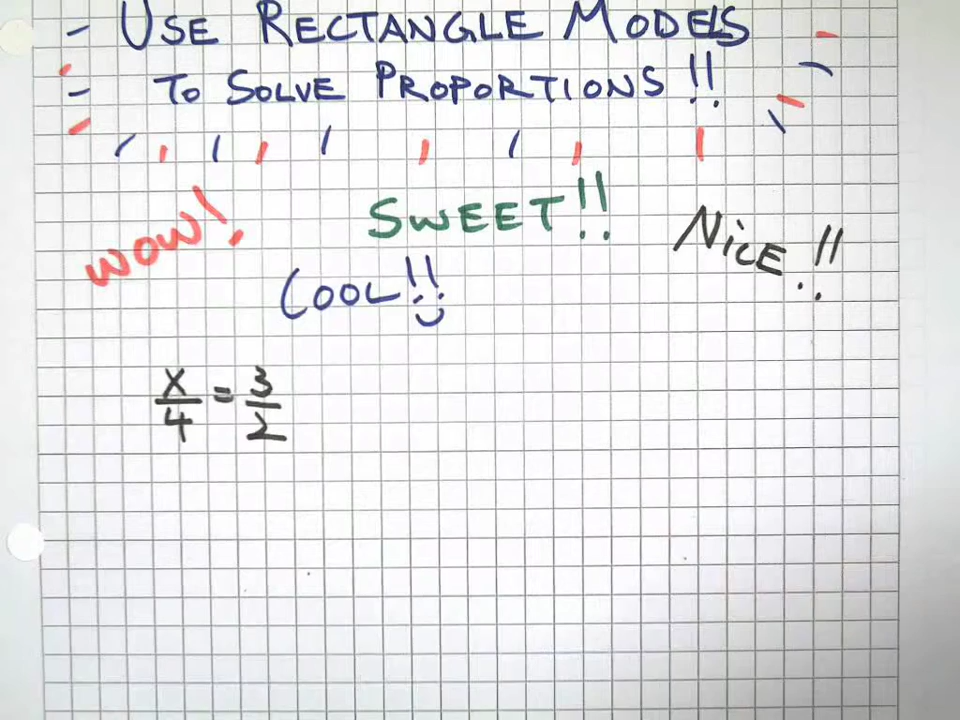 - USE RECTANGLE MODELS
- TO SOLVE PROPORTIONS!!
WOW!
SWEET!!
NICE!!
COOL!!
x/4 = 3/2